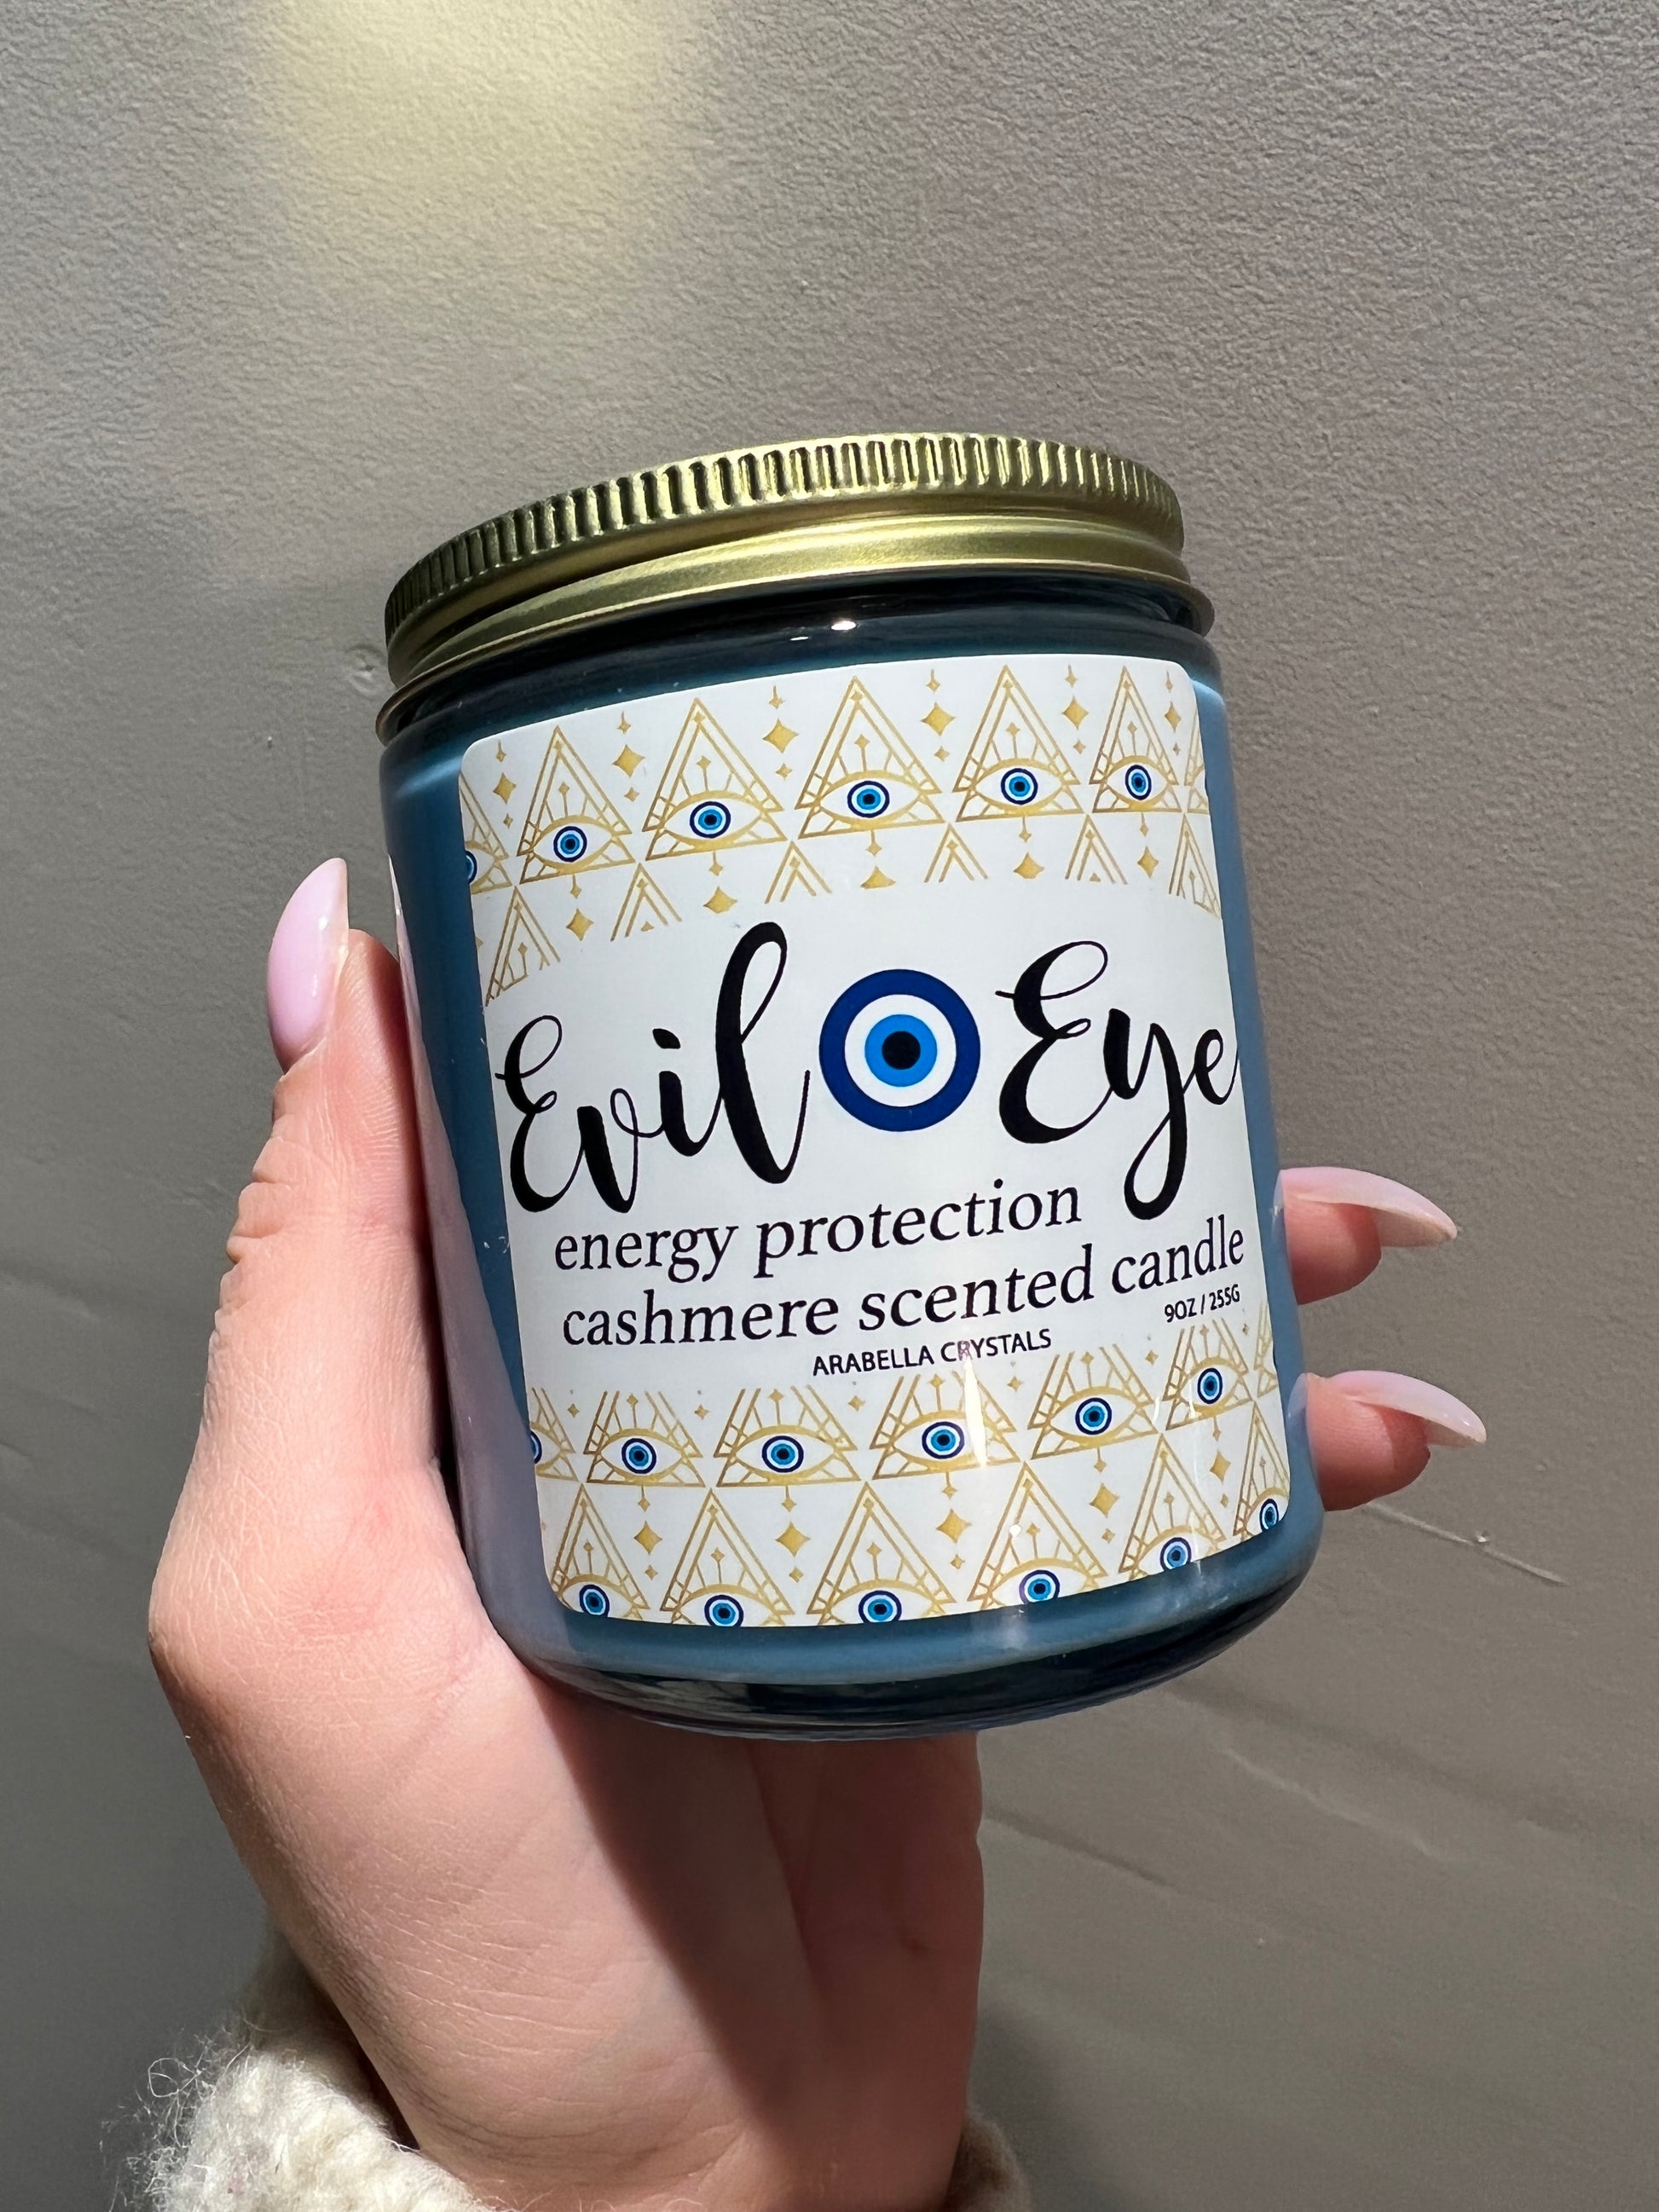 Evil Eye
energy protection
cashmere scented candle
9OZ / 255G
ARABELLA CRYSTALS